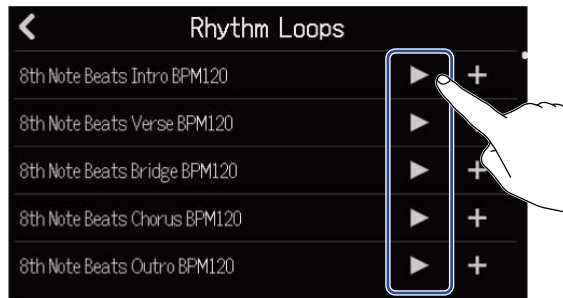 Rhythm Loops
8th Note Beats Intro BPM120
8th Note Beats Verse BPM120
8th Note Beats Bridge BPM120
8th Note Beats Chorus BPM120
8th Note Beats Outro BPM120